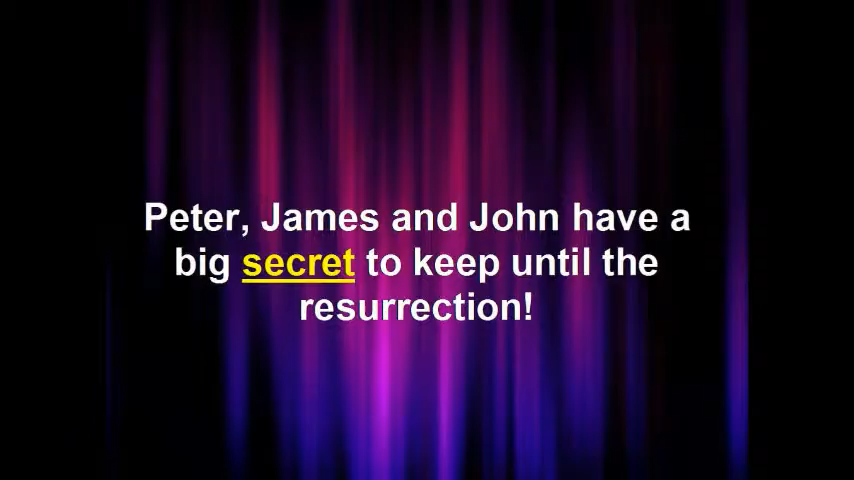 Peter, James and John have a
big secret to keep until the
resurrection!